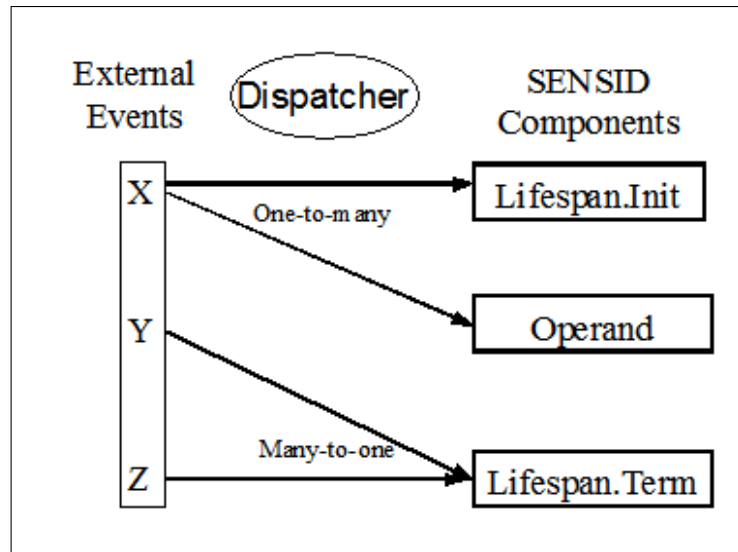 External
Events
Dispatcher
SENSID
Components
X
Lifespan.Init
One-to-many
Y
Operand
Many-to-one
Z
Lifespan.Term